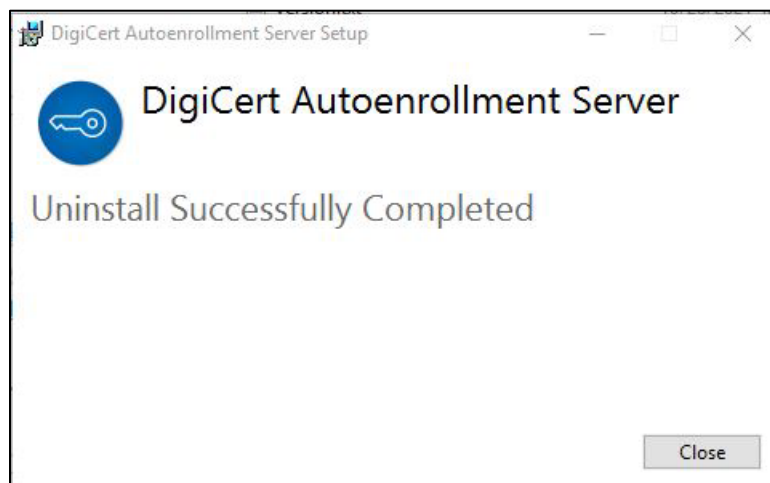 DigiCert Autoenrollment Server Setup
DigiCert Autoenrollment Server
Uninstall Successfully Completed
Close